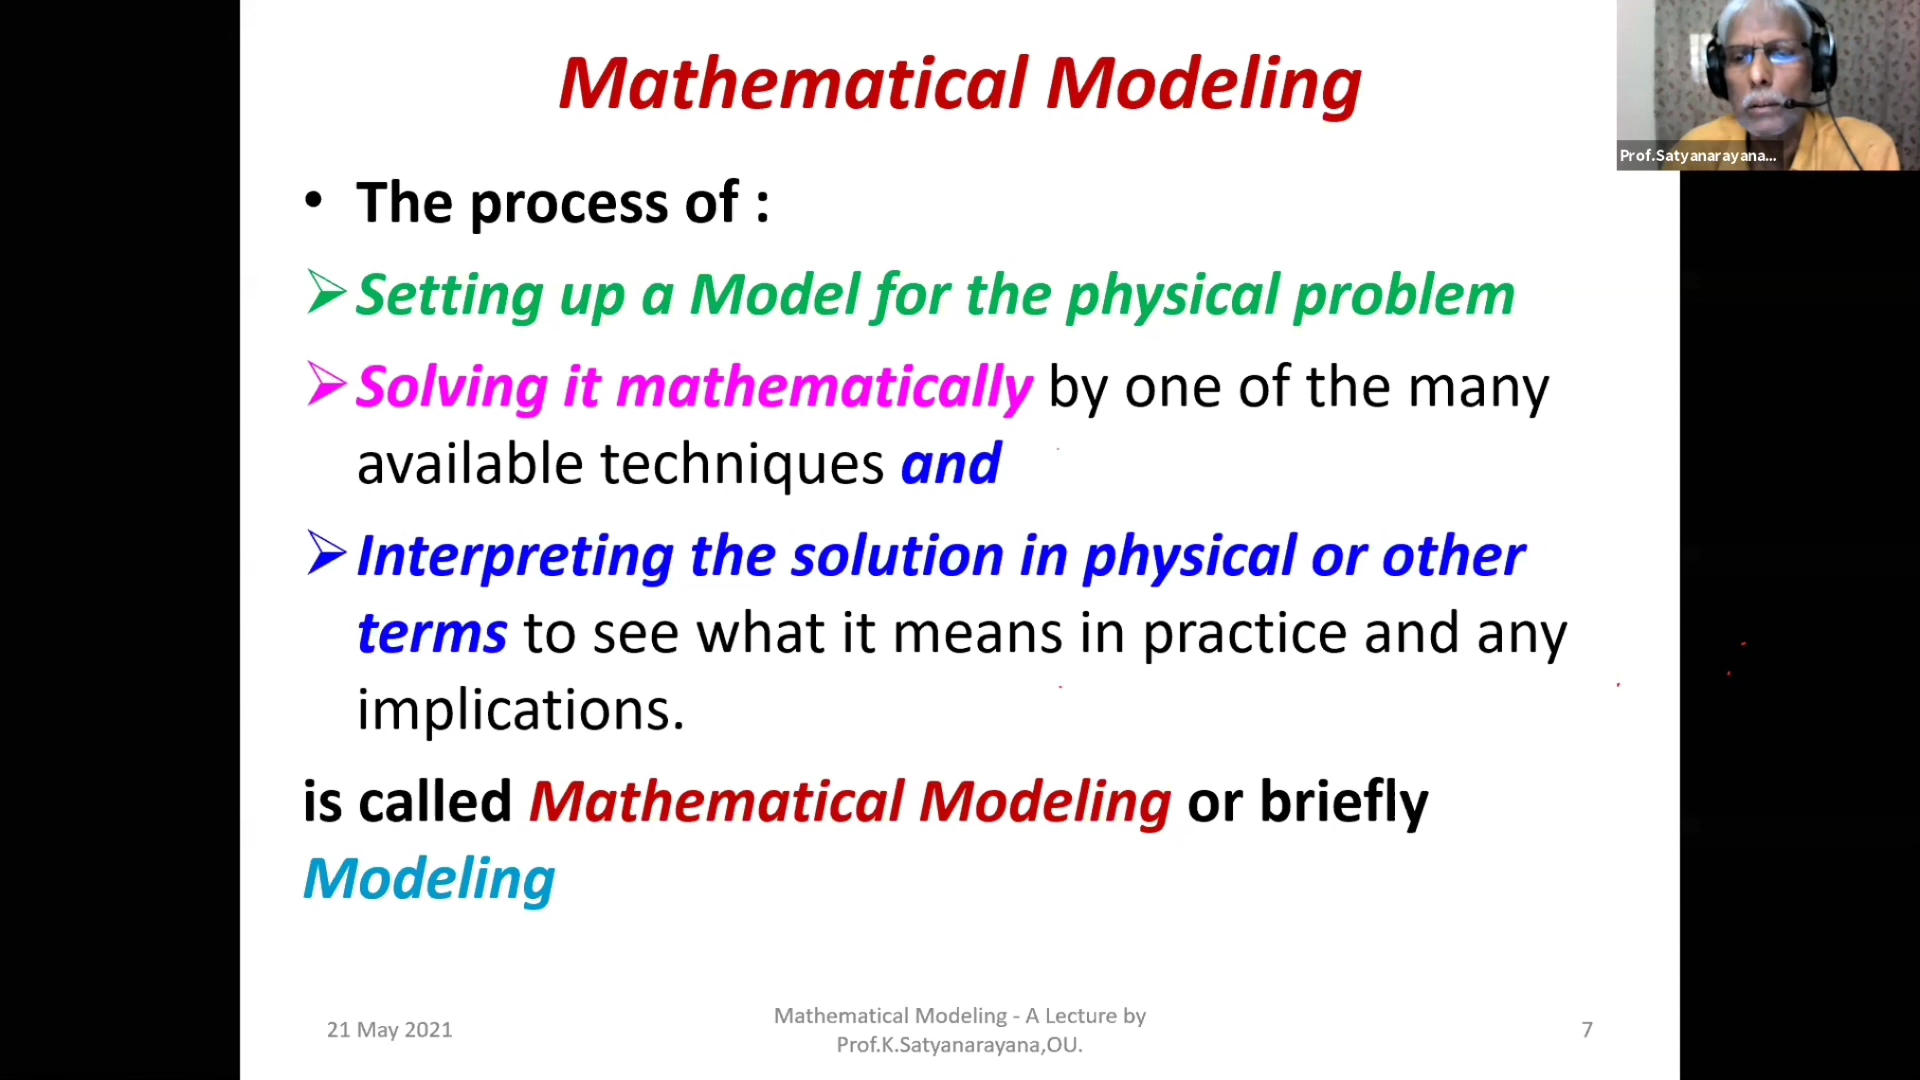 Mathematical Modeling
Prof.Satyanarayana...
• The process of :
➢Setting up a Model for the physical problem
➢Solving it mathematically by one of the many
available techniques and
➢Interpreting the solution in physical or other
terms to see what it means in practice and any
implications.
is called Mathematical Modeling or briefly
Modeling
21 May 2021
Mathematical Modeling - A Lecture by
Prof.K.Satyanarayana,OU.
7